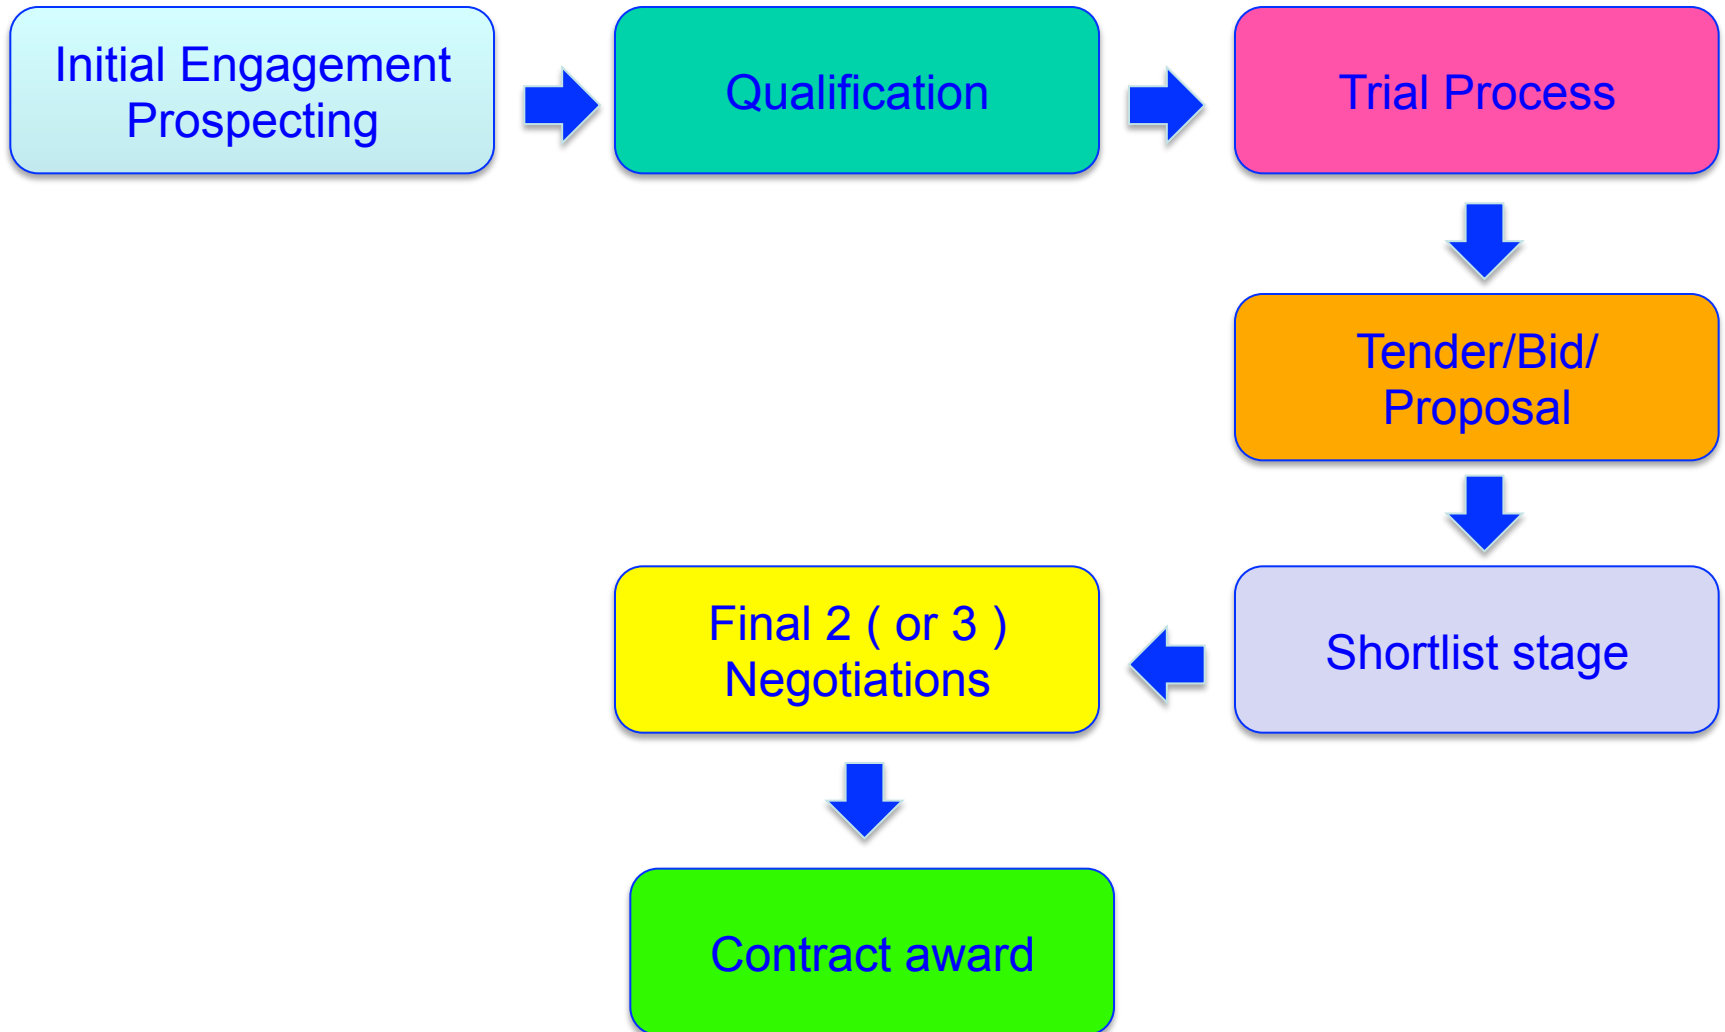 Initial Engagement
Prospecting
Qualification
Trial Process
Tender/Bid/
Proposal
Shortlist stage
Final 2 ( or 3 )
Negotiations
Contract award